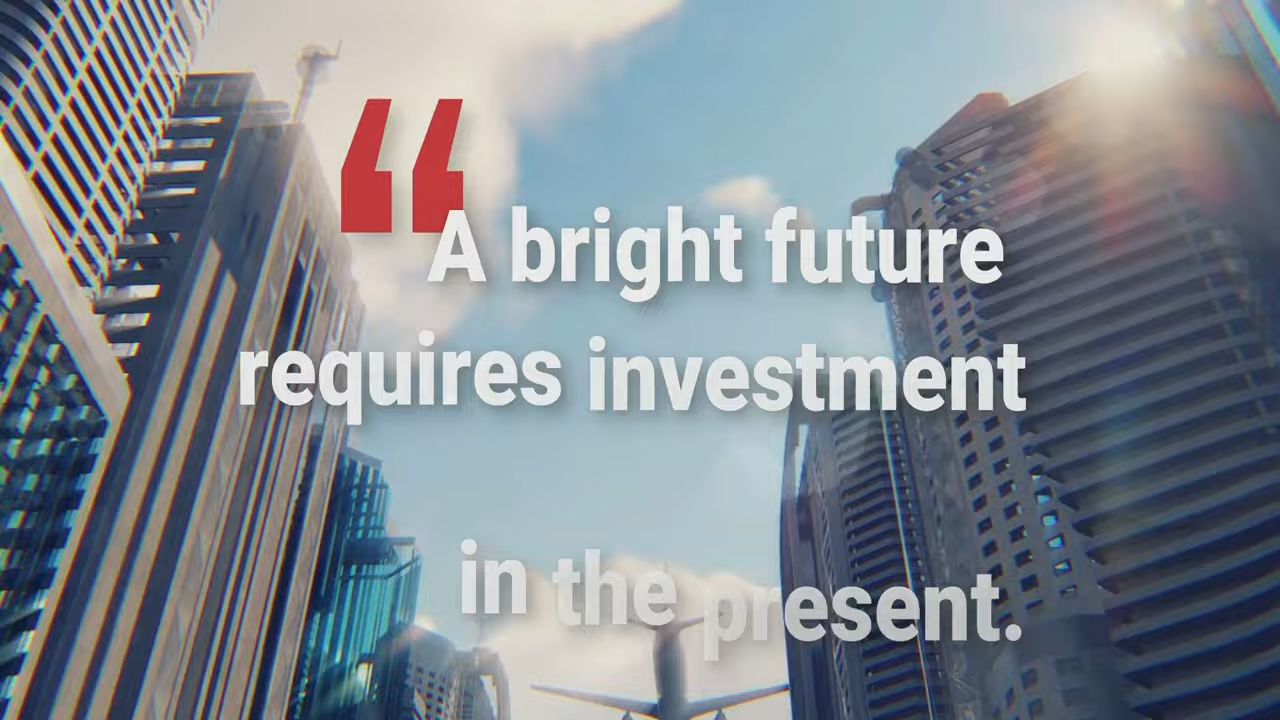 “A bright future
requires investment
in the present.